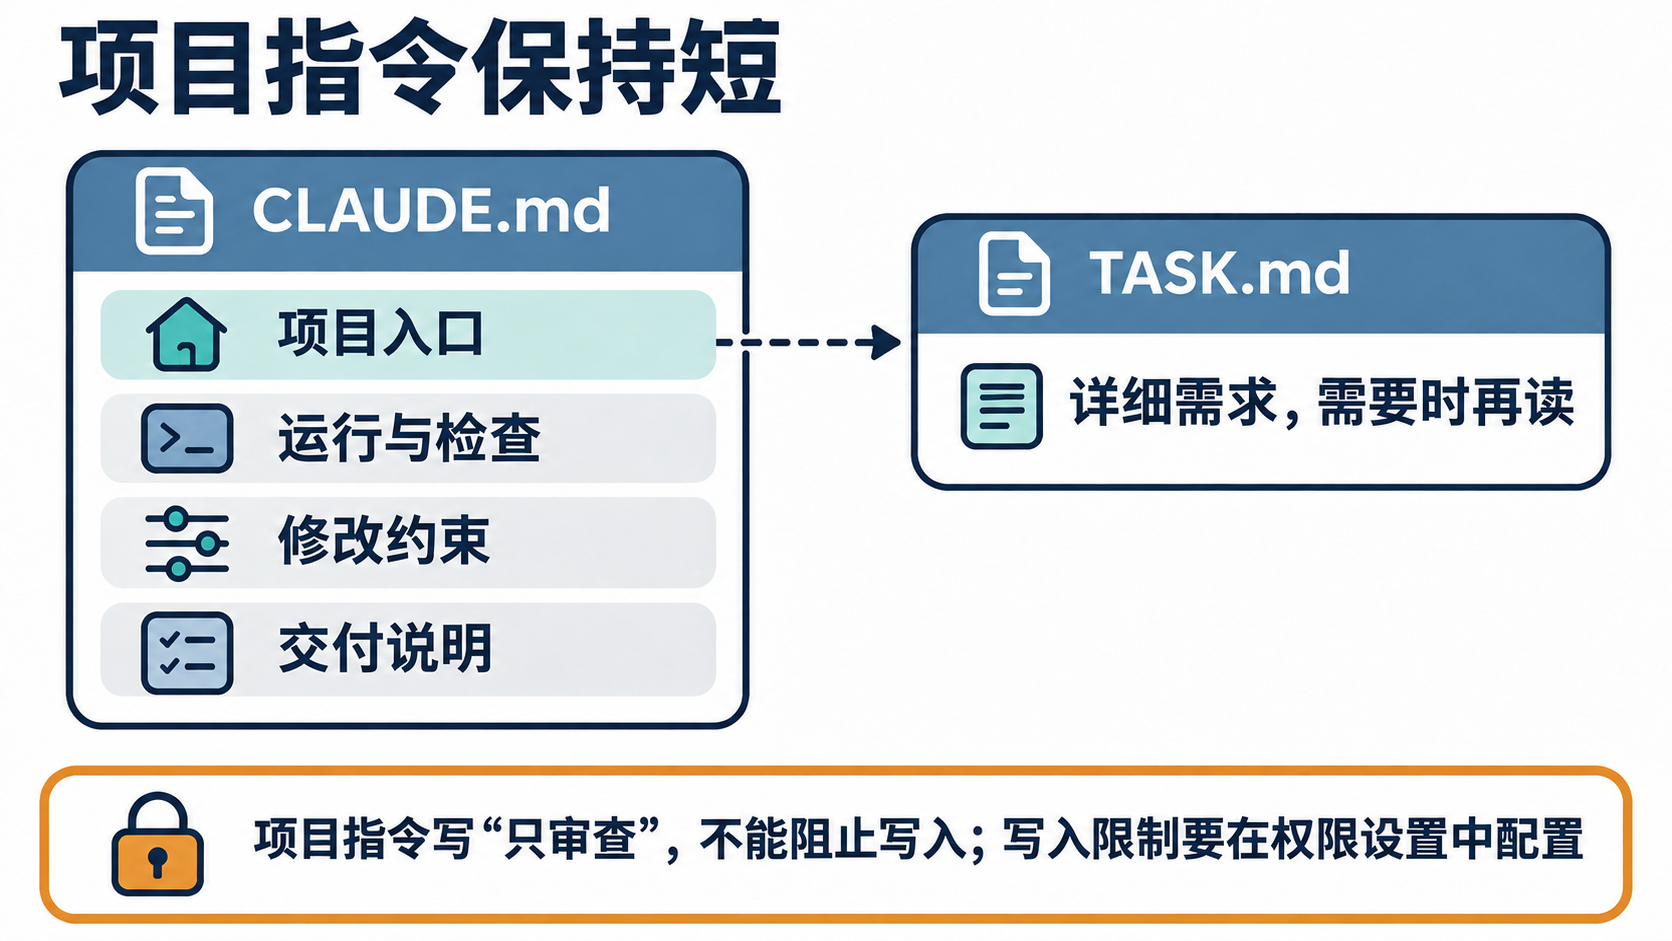 项目指令保持短
CLAUDE.md
项目入口
运行与检查
修改约束
交付说明
TASK.md
详细需求，需要时再读
项目指令写“只审查”，不能阻止写入；写入限制要在权限设置中配置